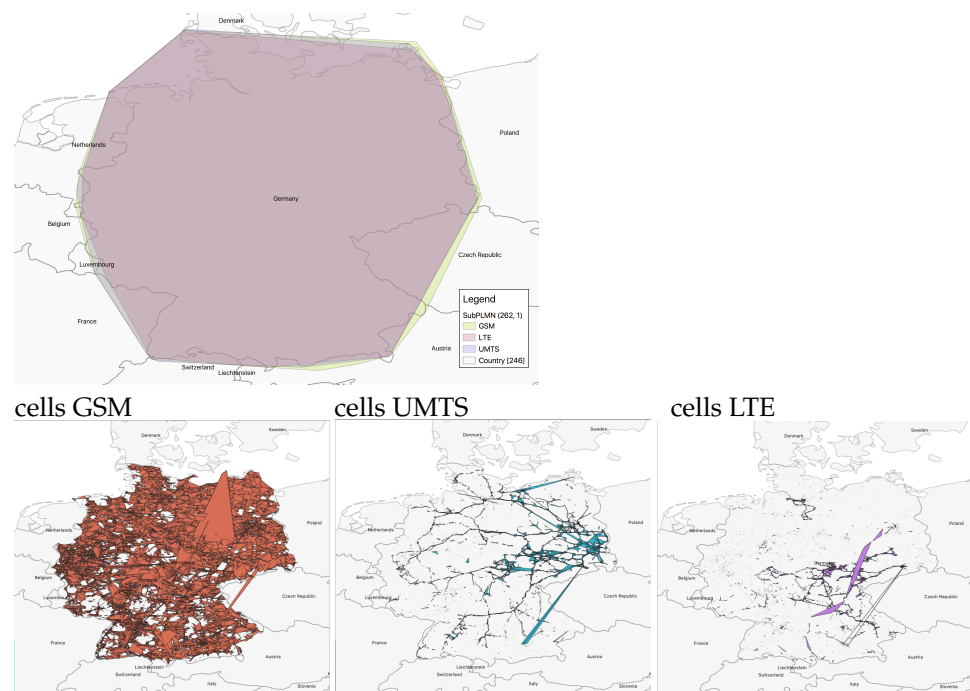 Denmark
Netherlands
Poland
Germany
Belgium
Luxembourg
Czech Republic
France
Austria
Switzerland
Liechtenstein
Legend
SubPLMN (262, 1)
GSM
LTE
UMTS
Country [246]
cells GSM
cells UMTS
cells LTE
Sweden
Denmark
Netherlands
Poland
Belgium
Czech Republic
France
Austria
Liechtenstein
Switzerland
Italy
Slovenia
Sweden
Denmark
Netherlands
Poland
Belgium
Czech Republic
France
Austria
Liechtenstein
Switzerland
Italy
Slovenia
Sweden
Denmark
Netherlands
Poland
Belgium
Luxembourg
Czech Republic
France
Austria
Liechtenstein
Switzerland
Italy
Slovenia